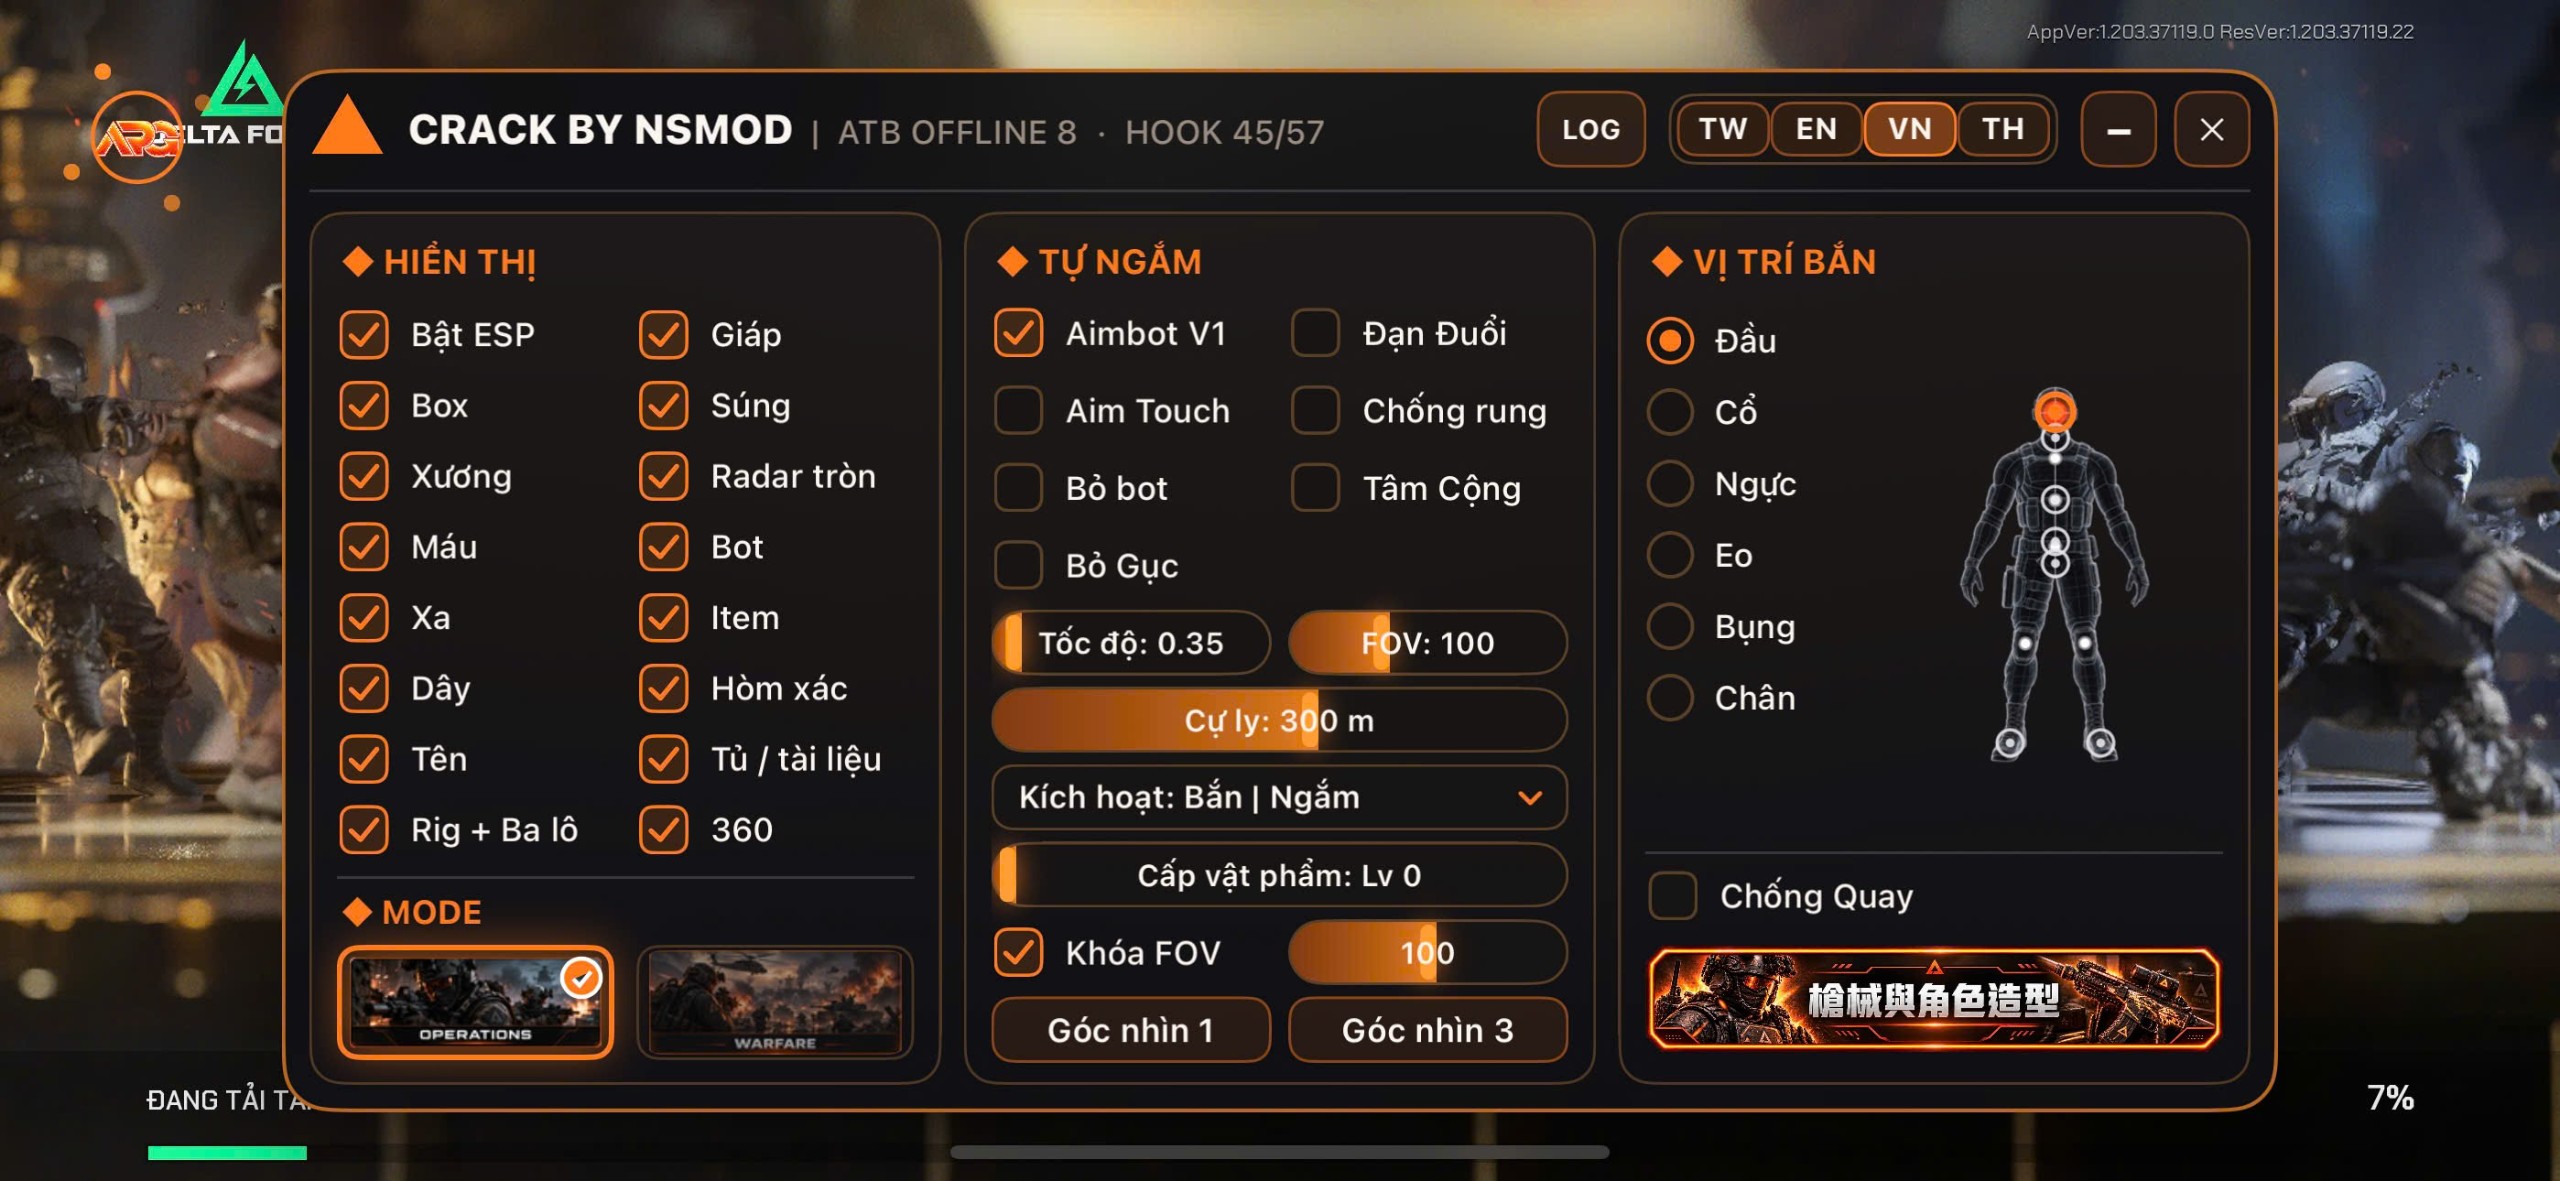 AppVer:1.203.37119.0 ResVer:1.203.37119.22
APG
ELTA FO
CRACK BY NSMOD | ATB OFFLINE 8 · HOOK 45/57
LOG
TW EN VN TH
HIỂN THỊ
Bật ESP Giáp
Box Súng
Xương Radar tròn
Máu Bot
Xa Item
Dây Hòm xác
Tên Tủ / tài liệu
Rig + Ba lô 360
MODE
OPERATIONS
WARFARE
TỰ NGẮM
Aimbot V1 Đạn Đuổi
Aim Touch Chống rung
Bỏ bot Tâm Cộng
Bỏ Gục
Tốc độ: 0.35 FOV: 100
Cự ly: 300 m
Kích hoạt: Bắn | Ngắm
Cấp vật phẩm: Lv 0
Khóa FOV 100
Góc nhìn 1 Góc nhìn 3
VỊ TRÍ BẮN
Đầu
Cổ
Ngực
Eo
Bụng
Chân
Chống Quay
槍械與角色造型
ĐANG TẢI TÀ
7%